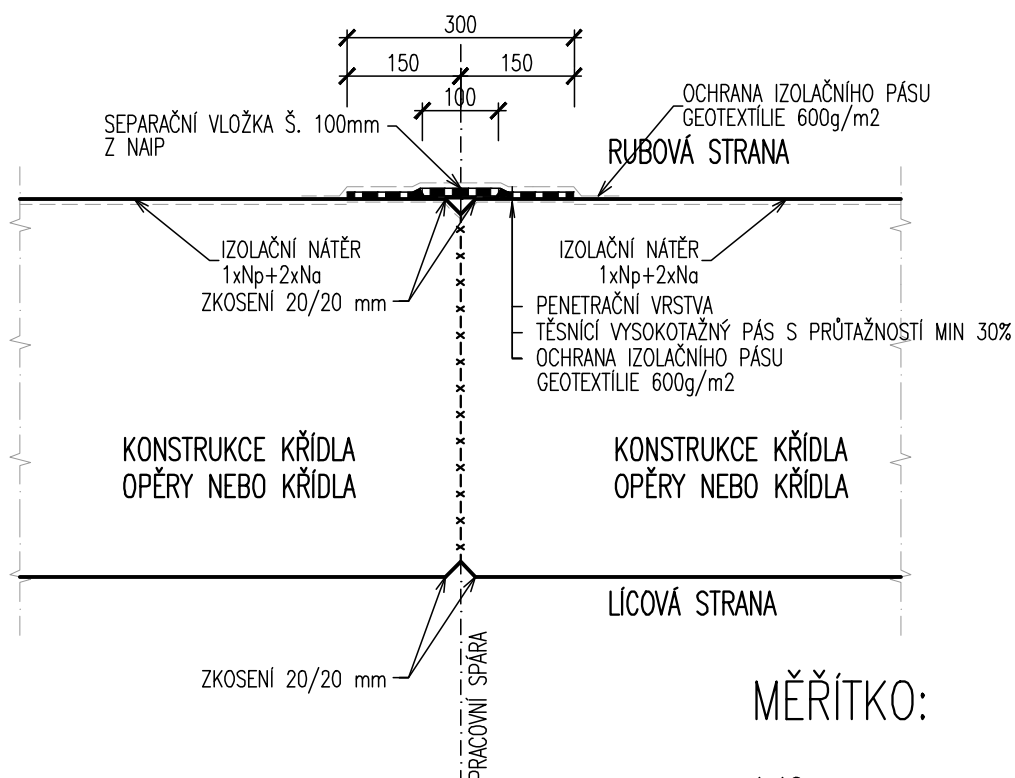 300
150
150
100
SEPARAČNÍ VLOŽKA Š. 100mm
Z NAIP
OCHRANA IZOLAČNÍHO PÁSU
GEOTEXTÍLIE 600g/m2
RUBOVÁ STRANA
IZOLAČNÍ NÁTĚR
1xNp+2xNa
ZKOSENÍ 20/20 mm
IZOLAČNÍ NÁTĚR
1xNp+2xNa
PENETRAČNÍ VRSTVA
TĚSNÍCÍ VYSOKOTAŽNÝ PÁS S PRŮTAŽNOSTÍ MIN 30%
OCHRANA IZOLAČNÍHO PÁSU
GEOTEXTÍLIE 600g/m2
KONSTRUKCE KŘÍDLA
OPĚRY NEBO KŘÍDLA
KONSTRUKCE KŘÍDLA
OPĚRY NEBO KŘÍDLA
LÍCOVÁ STRANA
ZKOSENÍ 20/20 mm
PRACOVNÍ SPÁRA
MĚŘÍTKO: